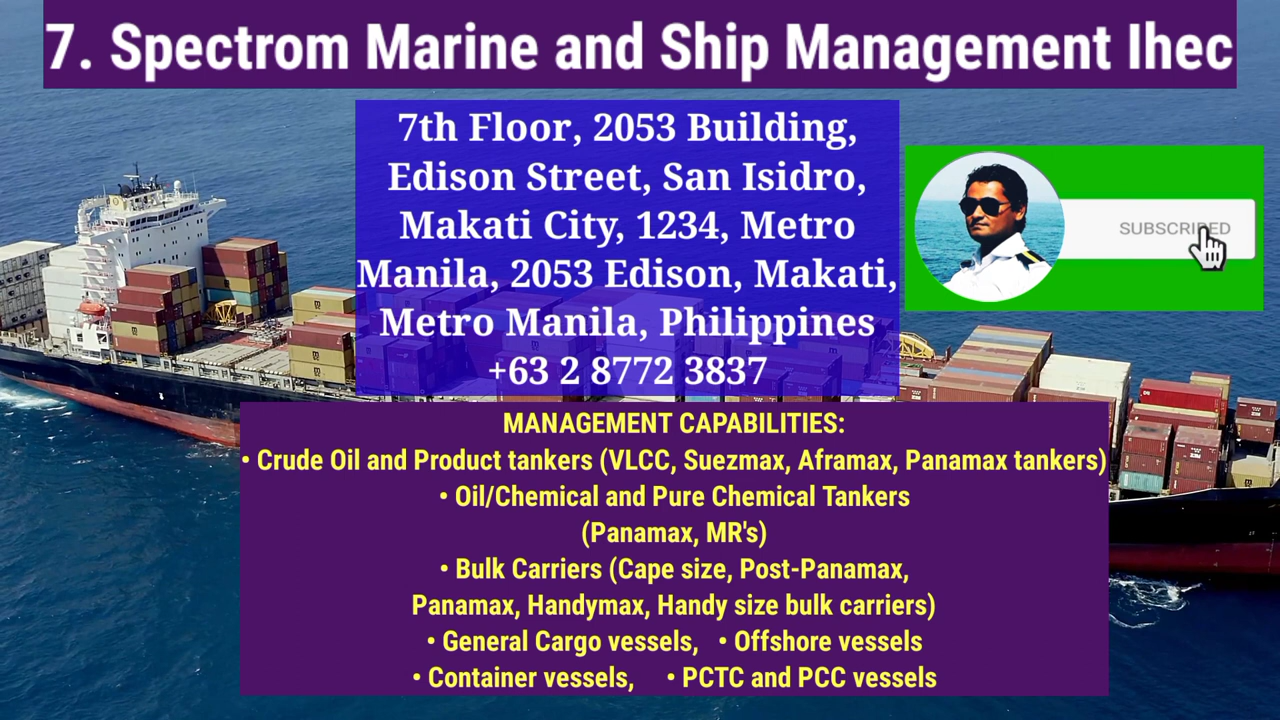 7. Spectrom Marine and Ship Management Ihec
7th Floor, 2053 Building,
Edison Street, San Isidro,
Makati City, 1234, Metro
Manila, 2053 Edison, Makati,
Metro Manila, Philippines
+63 2 8772 3837
SUBSCRIBED
MANAGEMENT CAPABILITIES:
• Crude Oil and Product tankers (VLCC, Suezmax, Aframax, Panamax tankers)
• Oil/Chemical and Pure Chemical Tankers
(Panamax, MR's)
• Bulk Carriers (Cape size, Post-Panamax,
Panamax, Handymax, Handy size bulk carriers)
• General Cargo vessels, • Offshore vessels
• Container vessels, • PCTC and PCC vessels